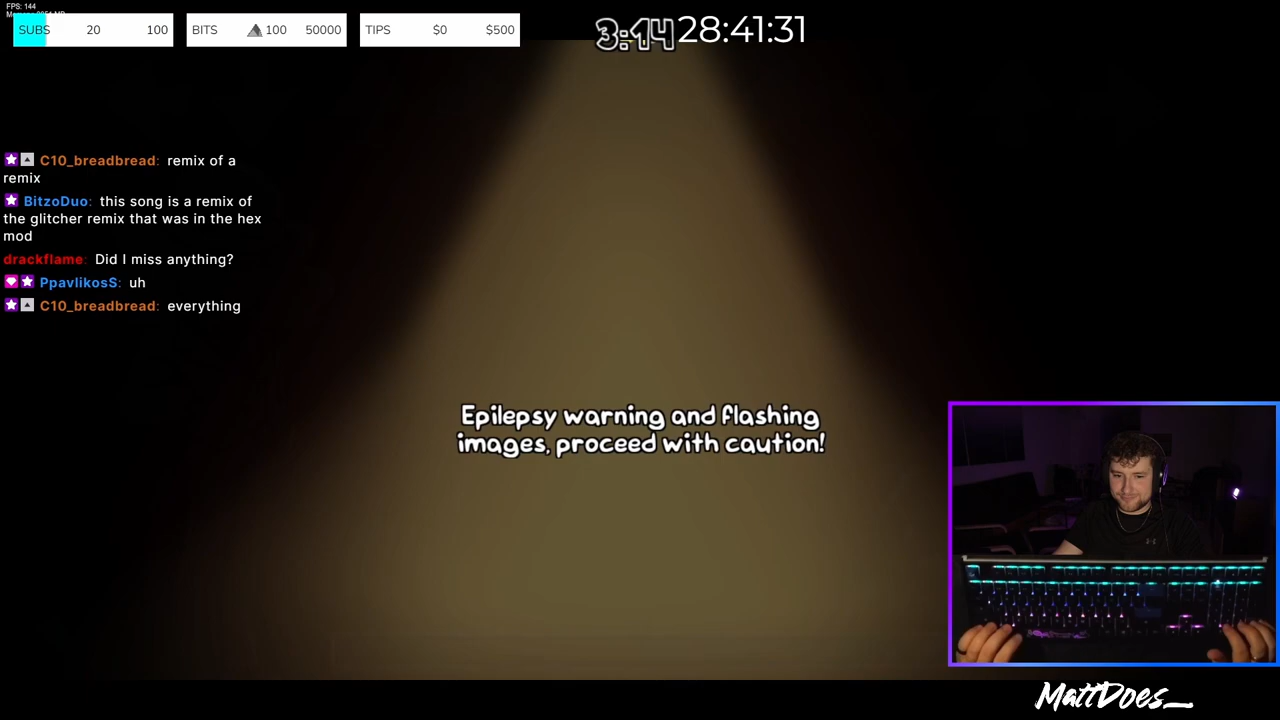 FPS: 144
SUBS 20 100
BITS 100 50000
TIPS $0 $500
3:14
28:41:31
C10_breadbread: remix of a
remix
BitzoDuo: this song is a remix of
the glitcher remix that was in the hex
mod
drackflame: Did I miss anything?
PpavlikosS: uh
C10_breadbread: everything
Epilepsy warning and flashing
images, proceed with caution!
MattDoes_